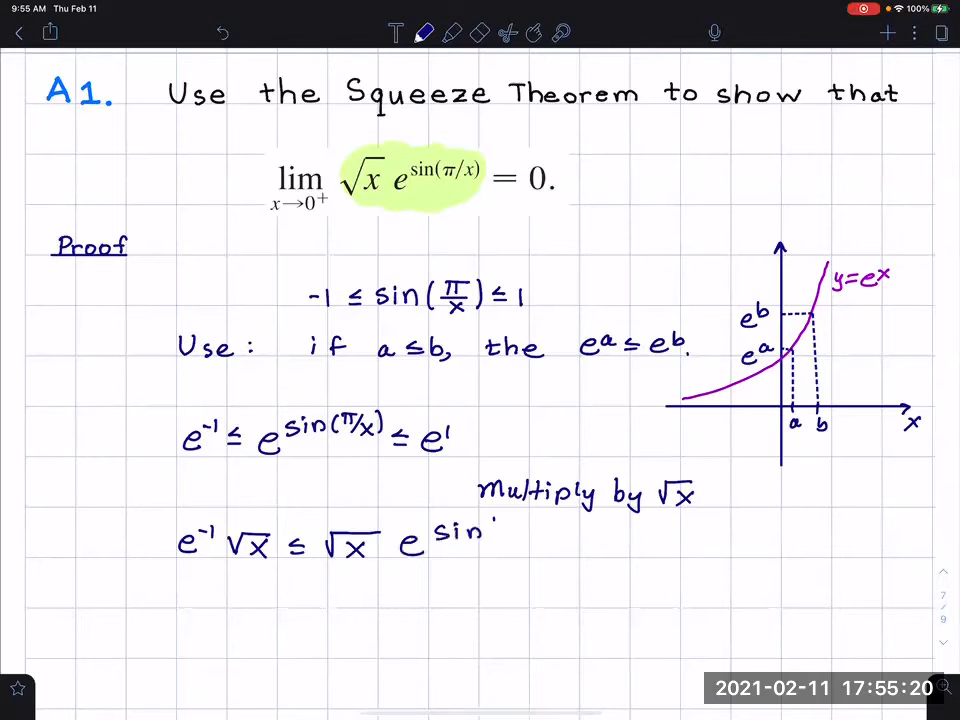 9:55 AM Thu Feb 11
100%
A1. Use the Squeeze Theorem to show that
lim x→0⁺ √x e^sin(π/x) = 0.
Proof
-1 ≤ sin(π/x) ≤ 1
Use: if a ≤ b, the e^a ≤ e^b.
y=e^x
e^b
e^a
a b x
e^-1 ≤ e^sin(π/x) ≤ e^1
Multiply by √x
e^-1 √x ≤ √x e^sin
7
/
9
2021-02-11 17:55:20